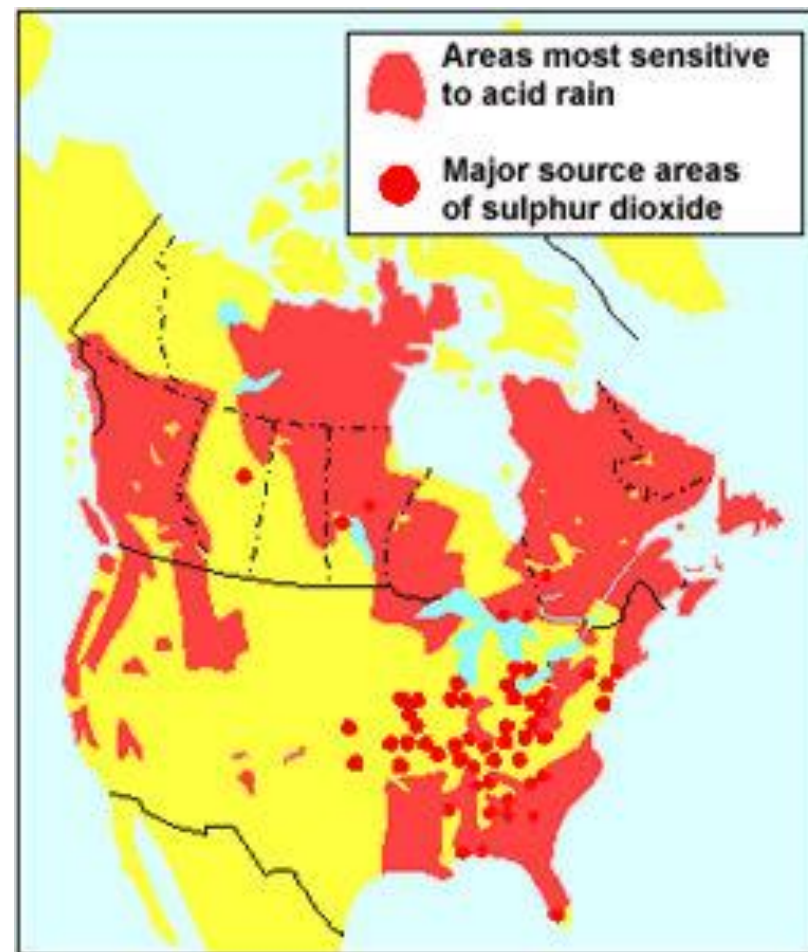 Areas most sensitive
to acid rain
Major source areas
of sulphur dioxide